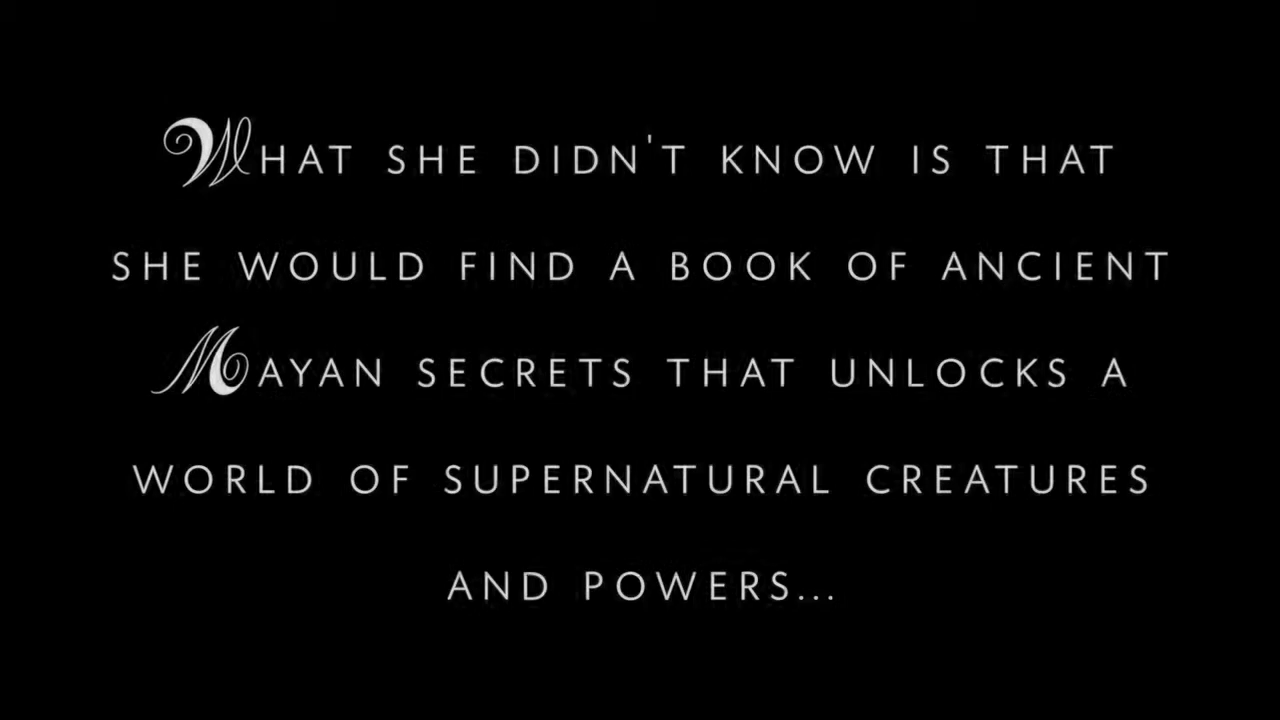 WHAT SHE DIDN'T KNOW IS THAT
SHE WOULD FIND A BOOK OF ANCIENT
MAYAN SECRETS THAT UNLOCKS A
WORLD OF SUPERNATURAL CREATURES
AND POWERS...